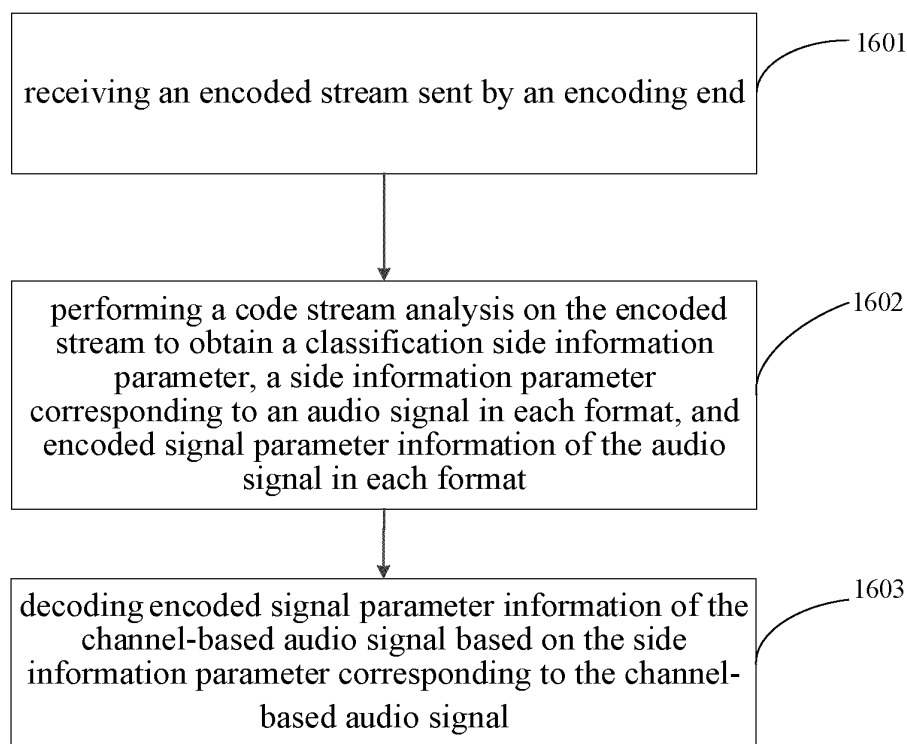 receiving an encoded stream sent by an encoding end
1601
performing a code stream analysis on the encoded
stream to obtain a classification side information
parameter, a side information parameter
corresponding to an audio signal in each format, and
encoded signal parameter information of the audio
signal in each format
1602
decoding encoded signal parameter information of the
channel-based audio signal based on the side
information parameter corresponding to the channel-
based audio signal
1603